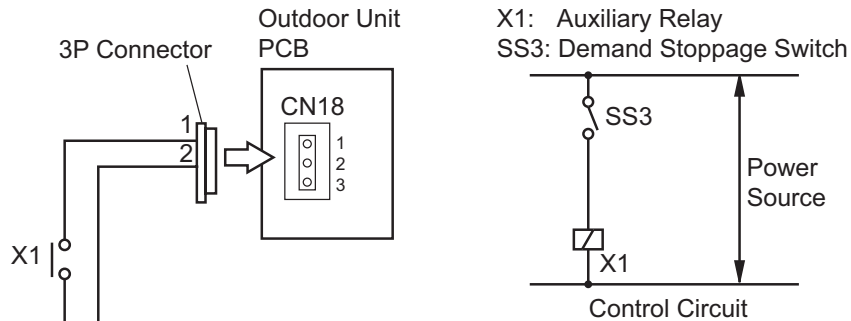 Outdoor Unit
PCB
3P Connector
CN18
1
2
1
2
3
X1
X1: Auxiliary Relay
SS3: Demand Stoppage Switch
SS3
Power
Source
X1
Control Circuit